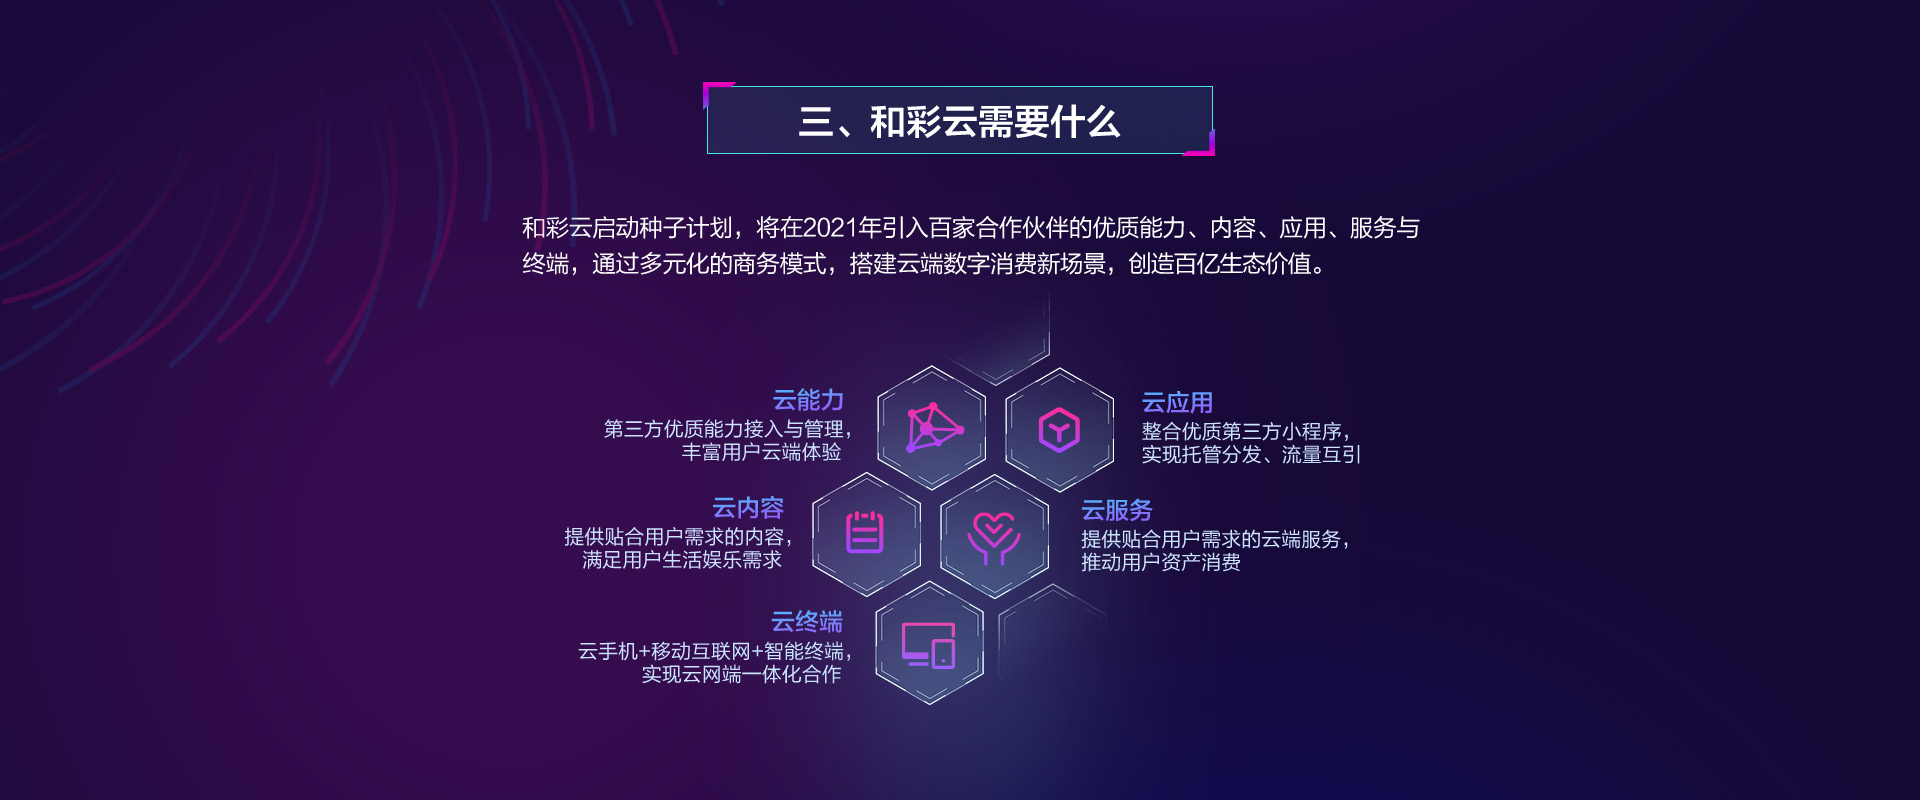 三、和彩云需要什么
和彩云启动种子计划，将在2021年引入百家合作伙伴的优质能力、内容、应用、服务与
终端，通过多元化的商务模式，搭建云端数字消费新场景，创造百亿生态价值。
云能力
第三方优质能力接入与管理，
丰富用户云端体验
云应用
整合优质第三方小程序，
实现托管分发、流量互引
云内容
提供贴合用户需求的内容，
满足用户生活娱乐需求
云服务
提供贴合用户需求的云端服务，
推动用户资产消费
云终端
云手机+移动互联网+智能终端，
实现云网端一体化合作